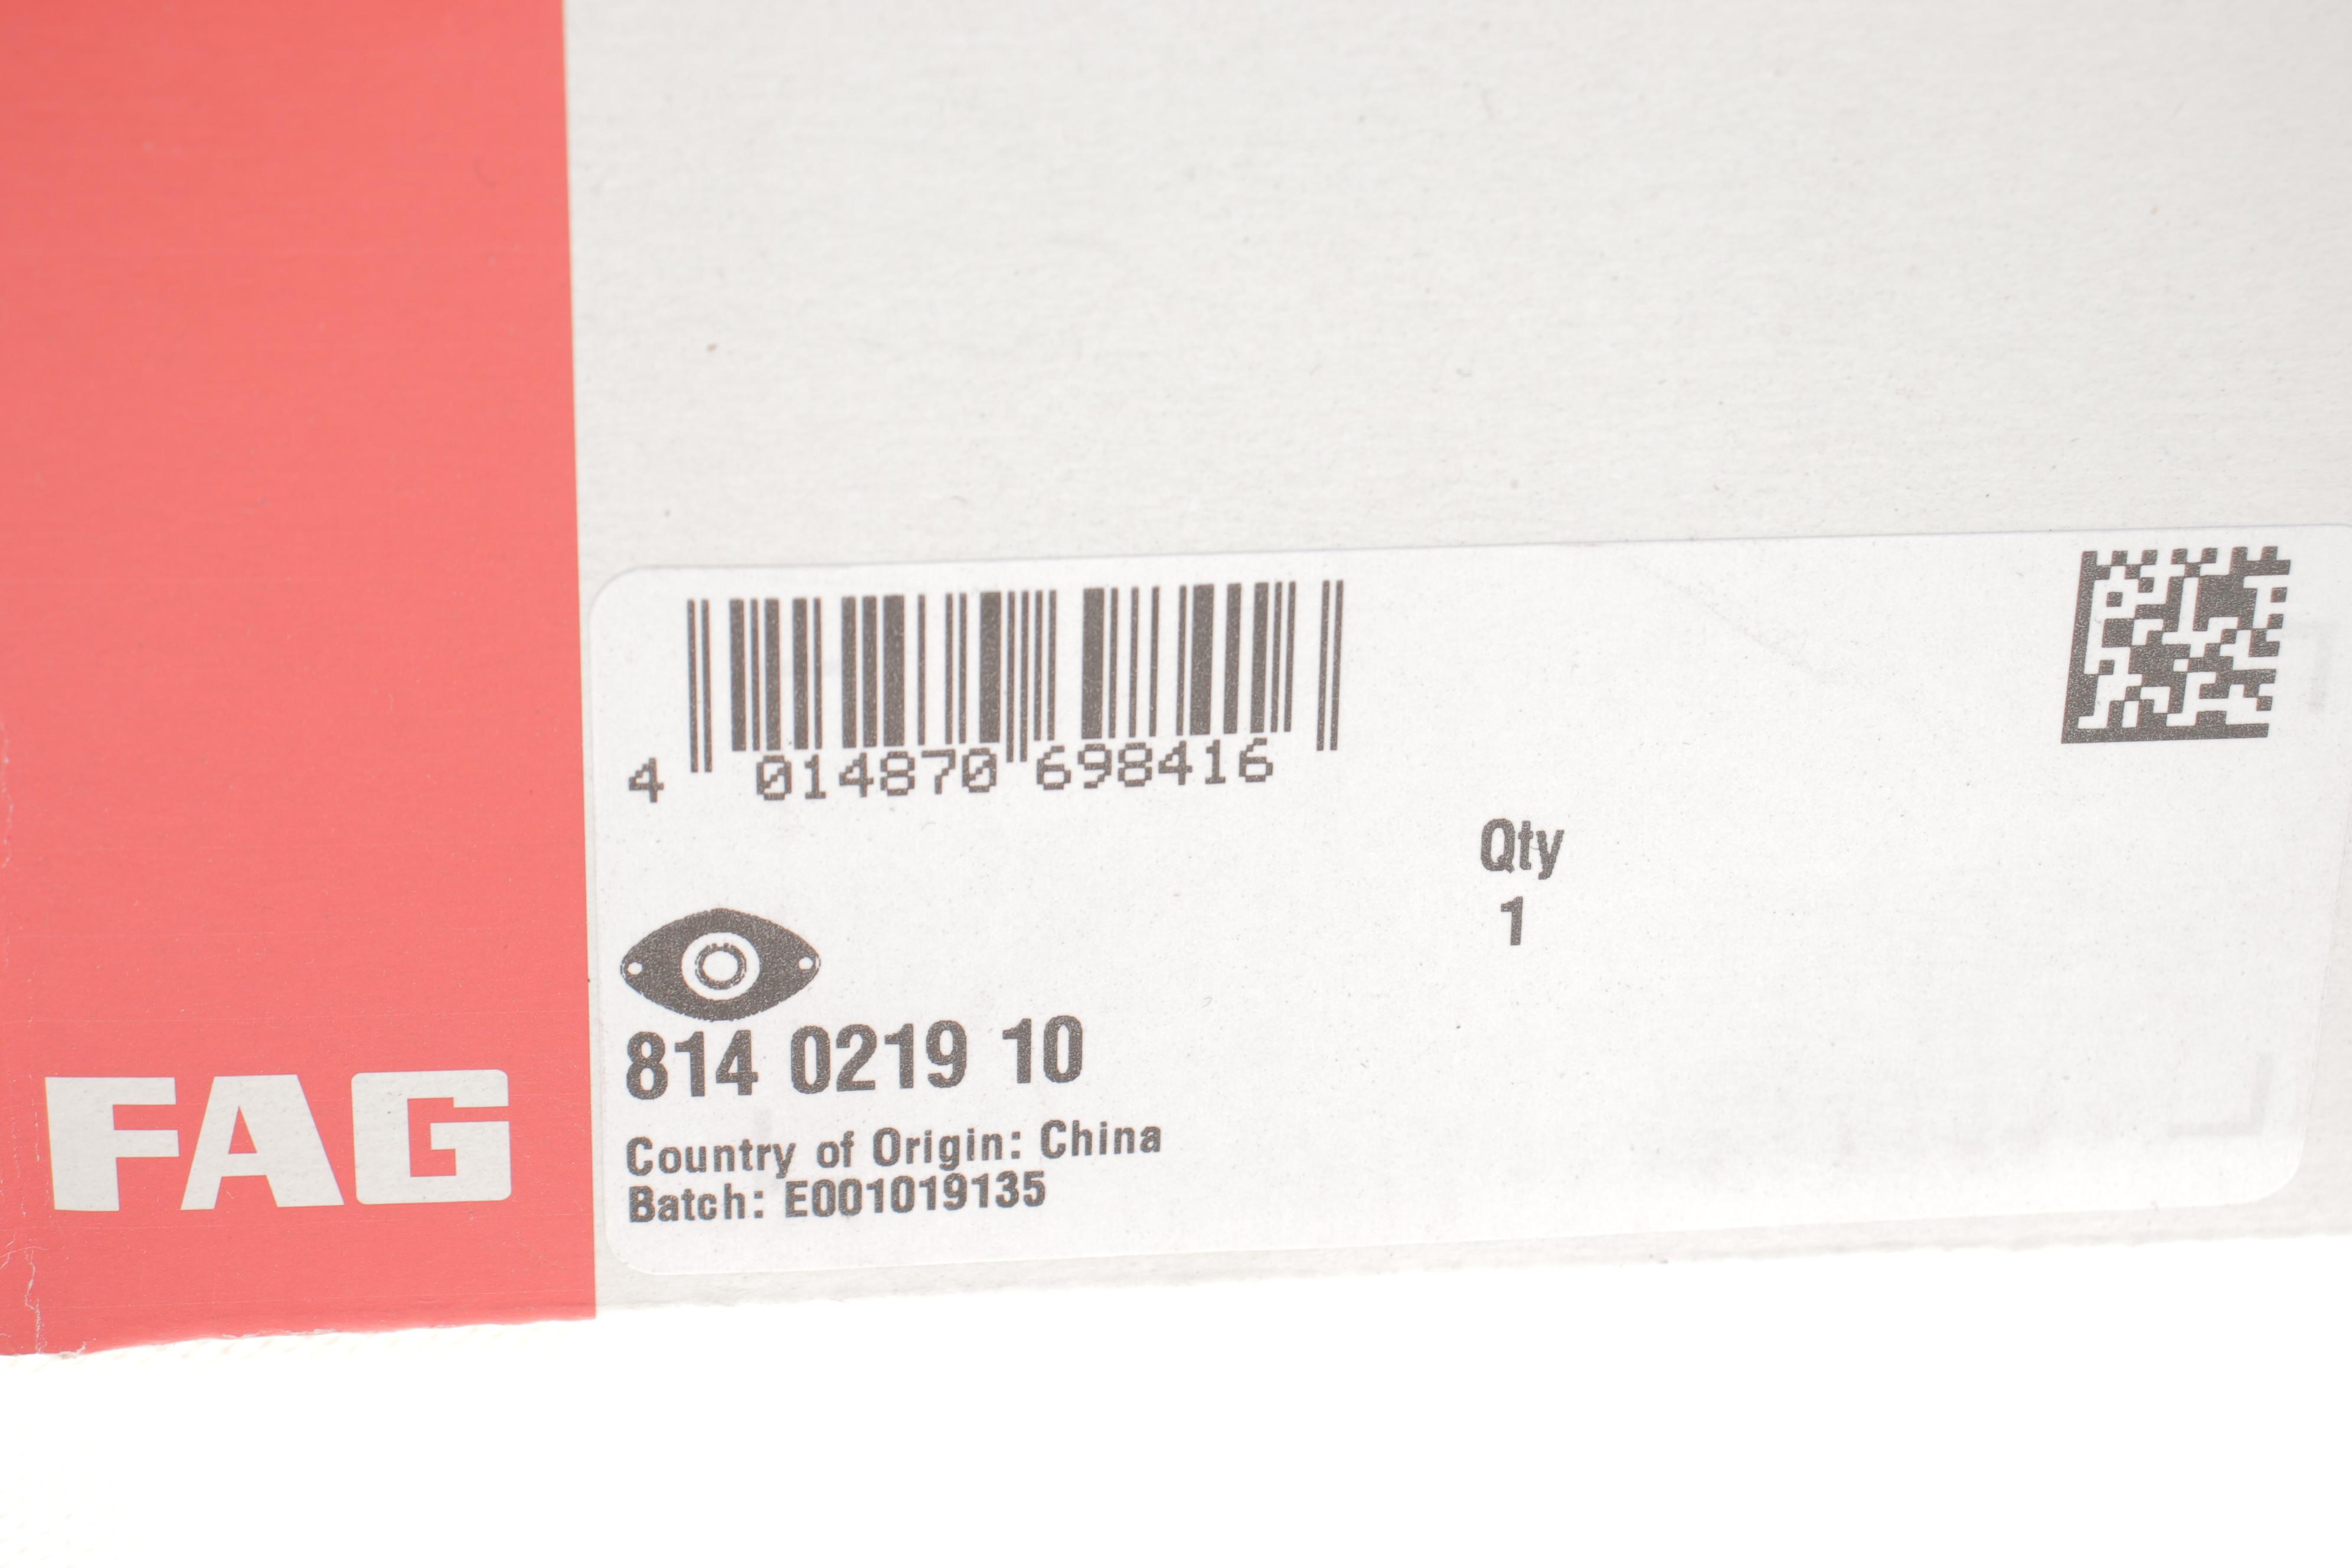 4 014870 698416
Qty
1
814 0219 10
Country of Origin: China
Batch: E001019135
FAG